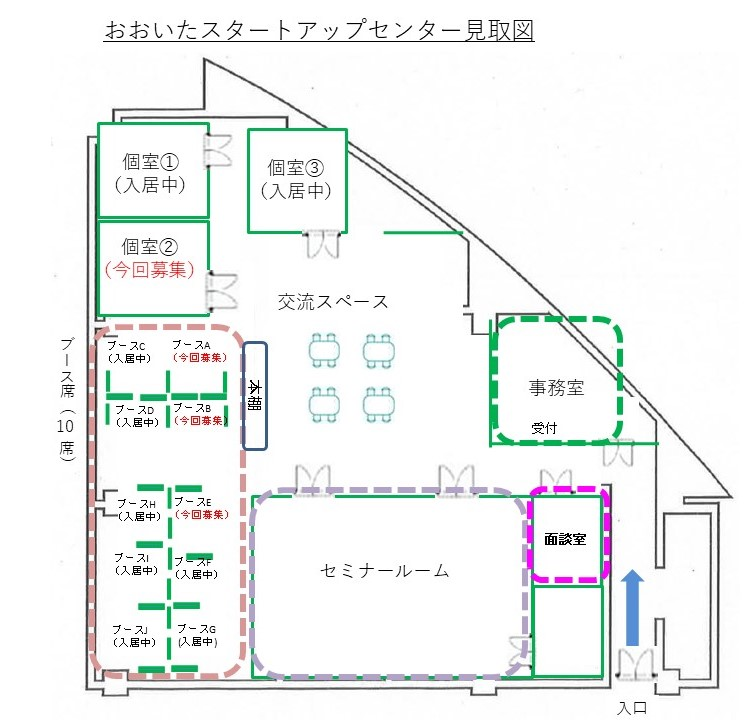 おおいたスタートアップセンター見取図
個室①
(入居中)
個室③
(入居中)
個室②
(今回募集)
交流スペース
ブース席（10席）
ブースC
(入居中)
ブースA
(今回募集)
ブースD
(入居中)
ブースB
(今回募集)
本棚
事務室
受付
ブースH
(入居中)
ブースE
(今回募集)
ブースI
(入居中)
ブースF
(入居中)
ブースJ
(入居中)
ブースG
(入居中)
セミナールーム
面談室
入口